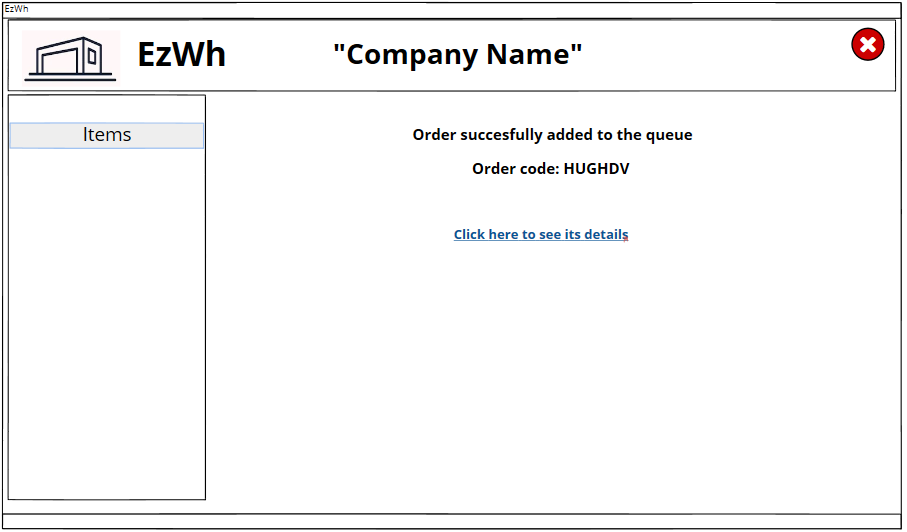 EzWh
EzWh
"Company Name"
Items
Order succesfully added to the queue
Order code: HUGHDV
Click here to see its details